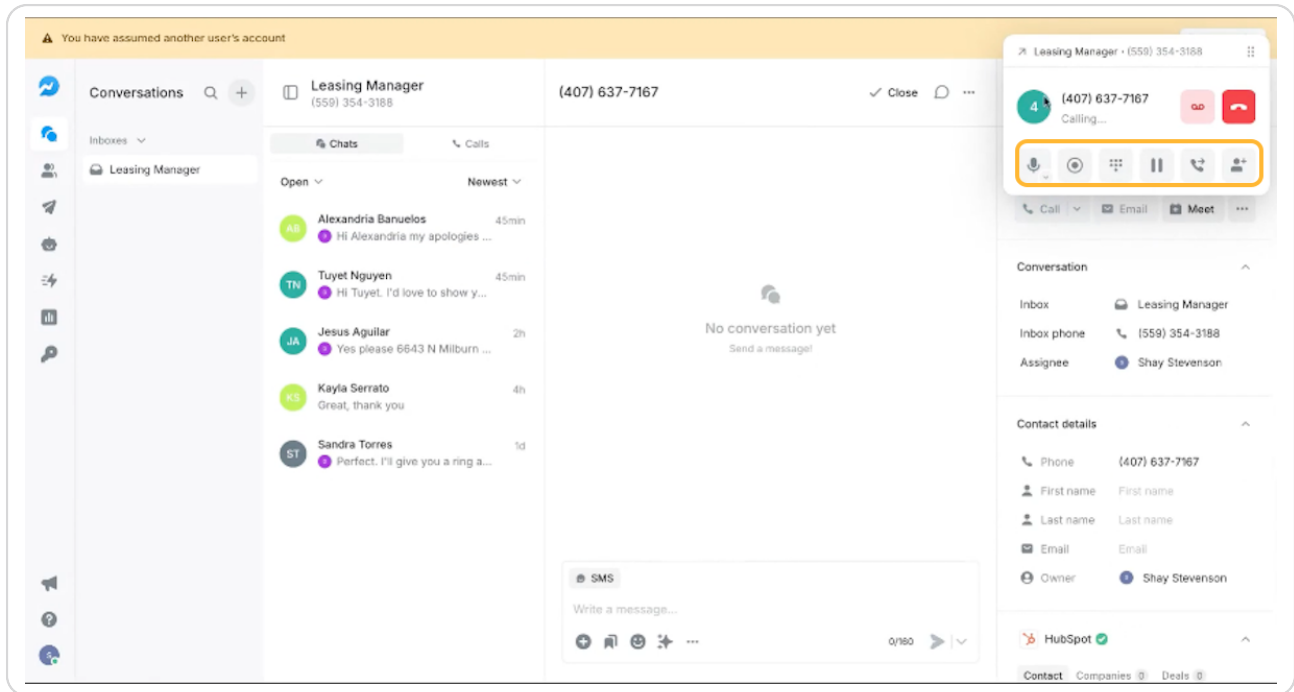 You have assumed another user's account
Conversations
Inboxes
Leasing Manager
Leasing Manager
(559) 354-3188
Chats
Calls
Open
Newest
AB
Alexandria Banuelos
45min
Hi Alexandria my apologies ...
TN
Tuyet Nguyen
45min
Hi Tuyet. I'd love to show y...
JA
Jesus Aguilar
2h
Yes please 6643 N Milburn ...
KS
Kayla Serrato
4h
Great, thank you
ST
Sandra Torres
1d
Perfect. I'll give you a ring a...
(407) 637-7167
Close
No conversation yet
Send a message!
SMS
Write a message...
0/160
Leasing Manager • (559) 354-3188
4
(407) 637-7167
Calling...
Call
Email
Meet
Conversation
Inbox
Leasing Manager
Inbox phone
(559) 354-3188
Assignee
Shay Stevenson
Contact details
Phone
(407) 637-7167
First name
First name
Last name
Last name
Email
Email
Owner
Shay Stevenson
HubSpot
Contact
Companies 0
Deals 0